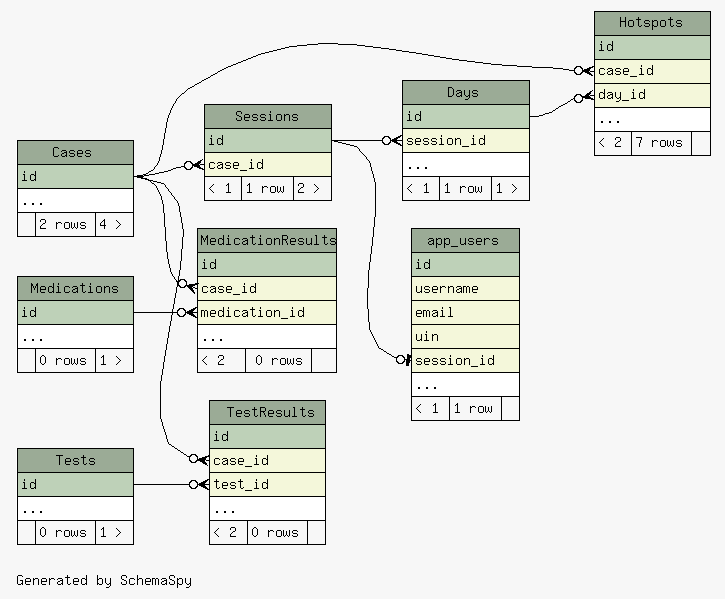 Hotspots
id
case_id
day_id
...
< 2 7 rows
Days
id
session_id
...
< 1 1 row 1 >
Sessions
id
case_id
< 1 1 row 2 >
Cases
id
...
2 rows 4 >
MedicationResults
id
case_id
medication_id
...
< 2 0 rows
app_users
id
username
email
uin
session_id
...
< 1 1 row
Medications
id
...
0 rows 1 >
TestResults
id
case_id
test_id
...
< 2 0 rows
Tests
id
...
0 rows 1 >
Generated by SchemaSpy